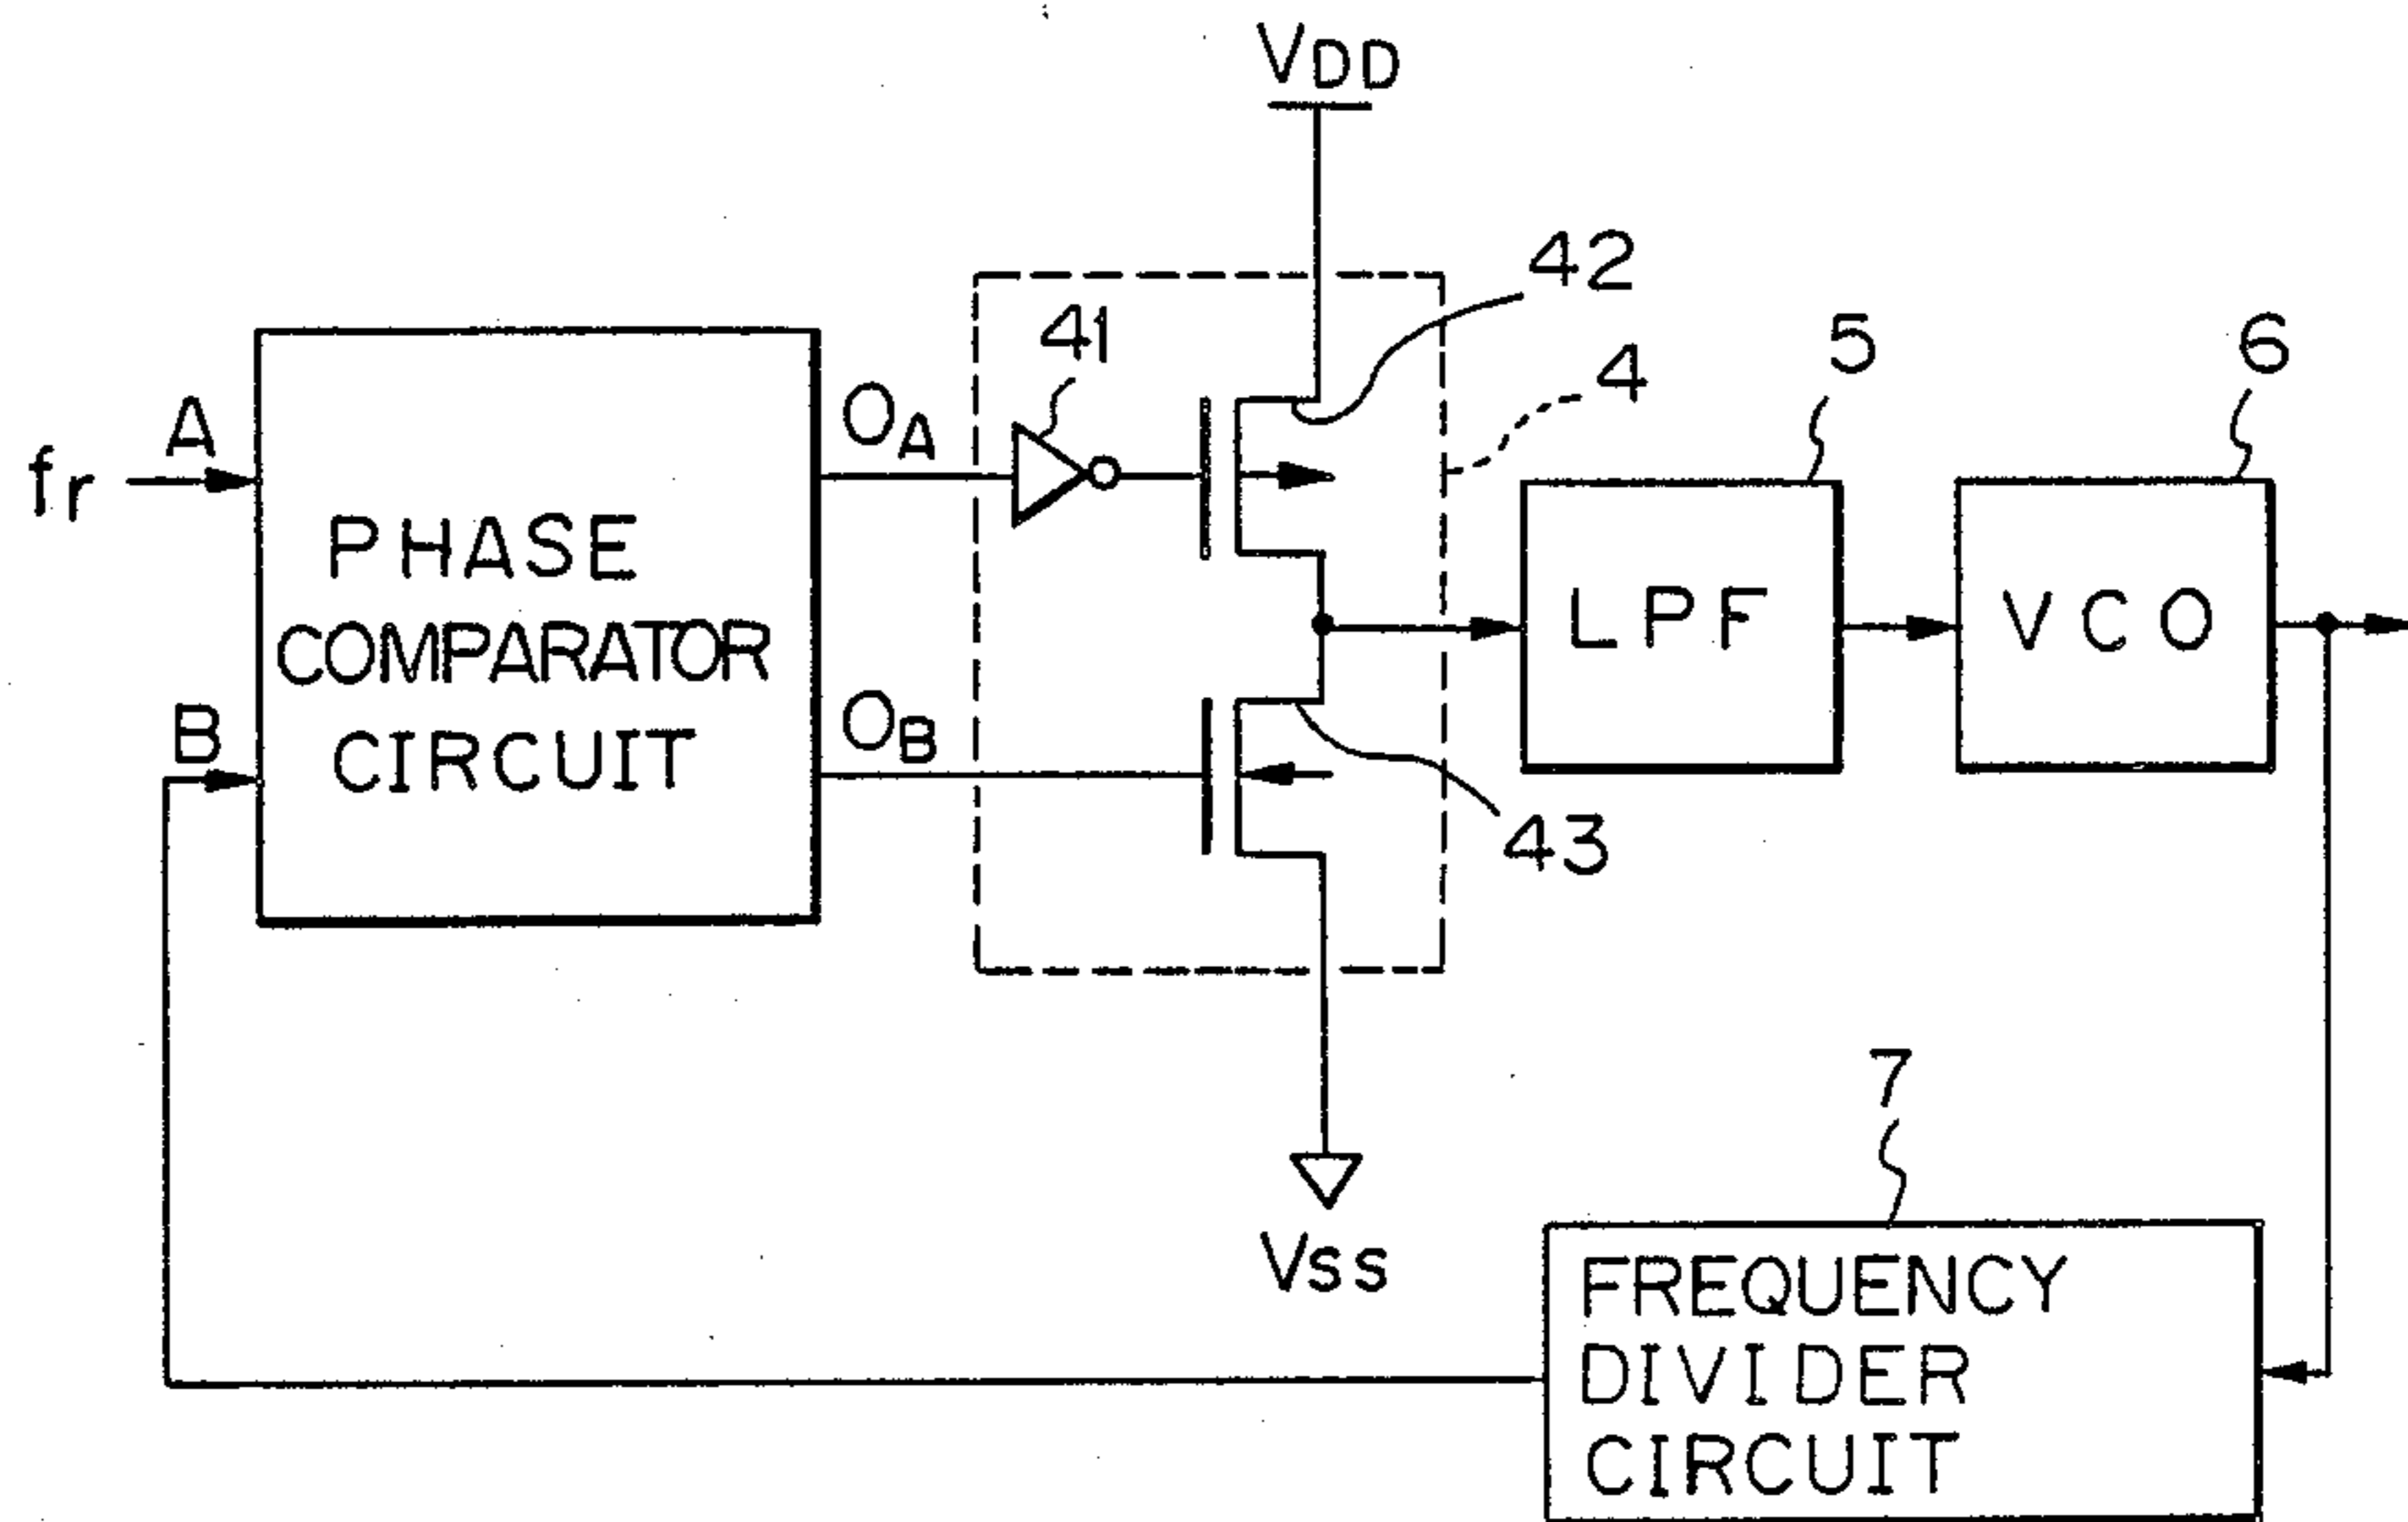 VDD
42
41
4
5
6
A
OA
fr
PHASE
COMPARATOR
CIRCUIT
LPF
VCO
B
OB
43
7
VSS
FREQUENCY
DIVIDER
CIRCUIT